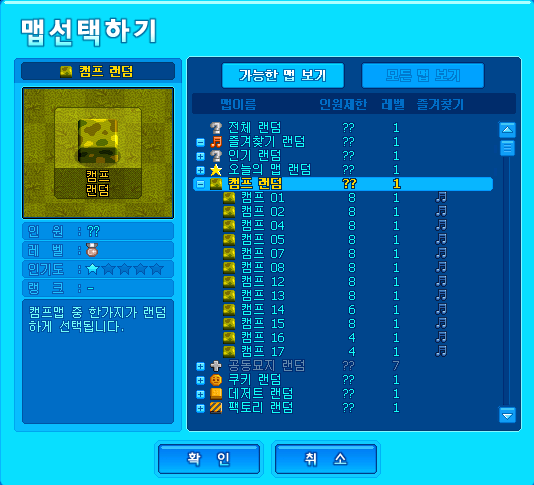 맵선택하기
캠프 랜덤
캠프
랜덤
인 원 : ??
레 벨 :
인기도 :
랭 크 : -
캠프맵 중 한가지가 랜덤
하게 선택됩니다.
가능한 맵 보기 모든 맵 보기
맵이름 인원제한 레벨 즐겨찾기
전체 랜덤 ?? 1
즐겨찾기 랜덤 ?? 1
인기 랜덤 ?? 1
오늘의 맵 랜덤 ?? 1
캠프 랜덤 ?? 1
캠프 01 8 1
캠프 02 8 1
캠프 04 8 1
캠프 05 8 1
캠프 07 8 1
캠프 08 8 1
캠프 12 8 1
캠프 13 8 1
캠프 14 6 1
캠프 15 8 1
캠프 16 4 1
캠프 17 4 1
공동묘지 랜덤 ?? 7
쿠키 랜덤 ?? 1
데저트 랜덤 ?? 1
팩토리 랜덤 ?? 1
확 인 취 소